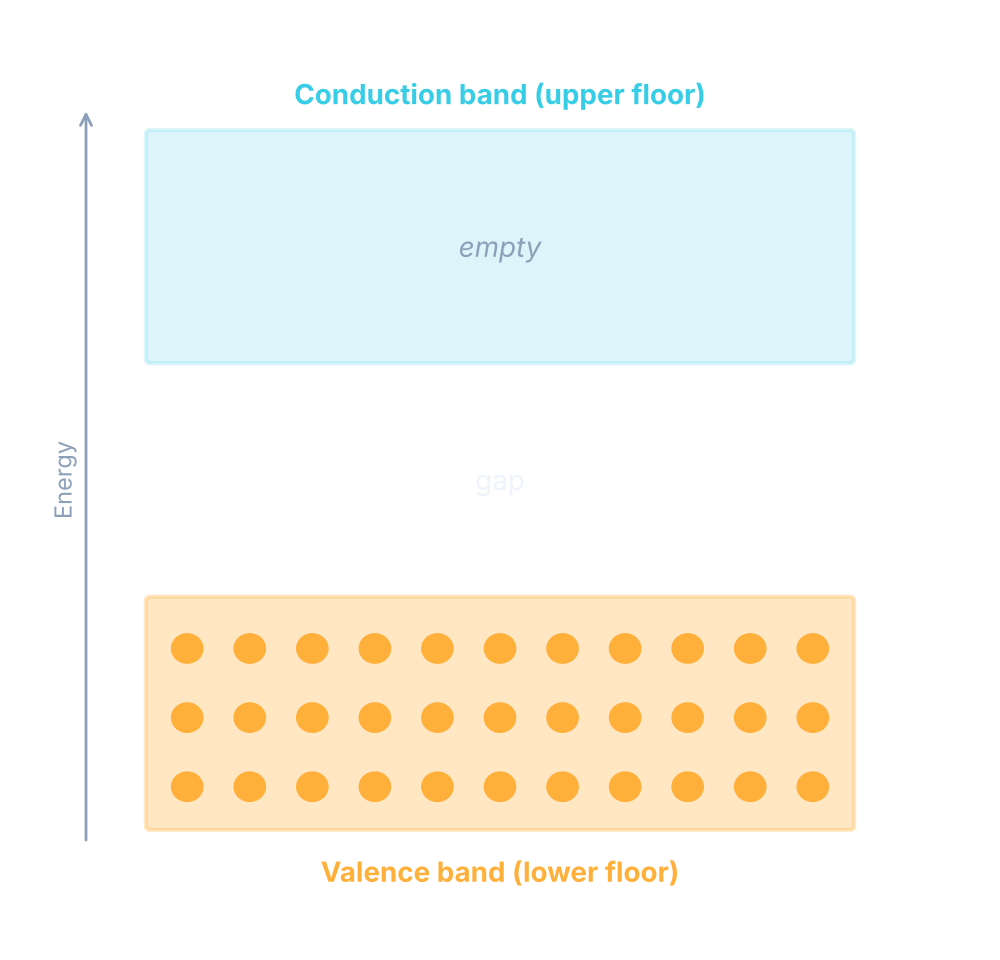 Conduction band (upper floor)
empty
Energy
gap
Valence band (lower floor)